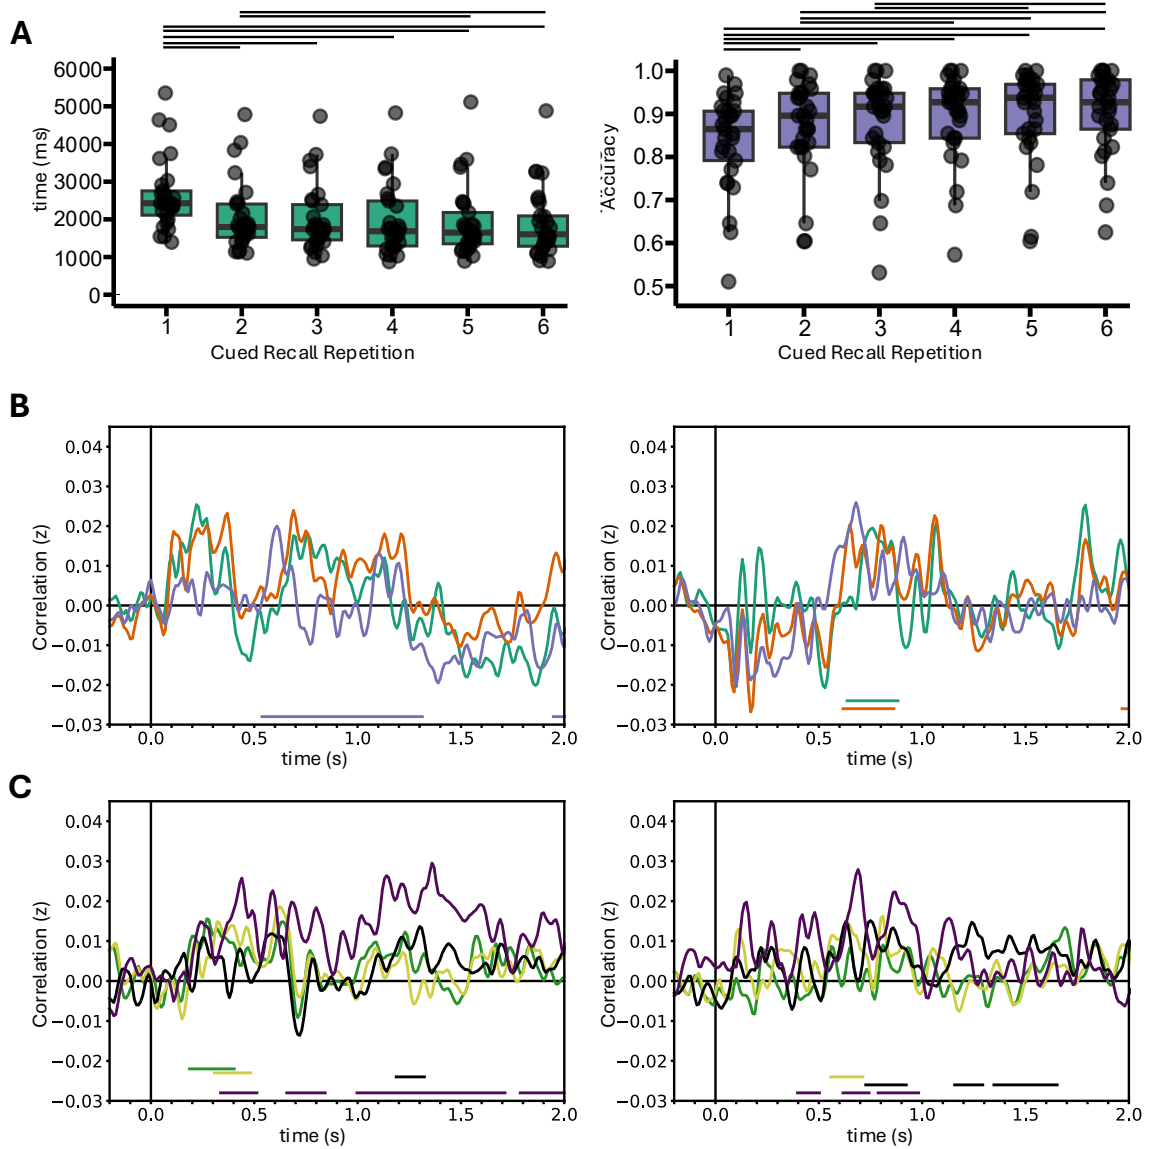 A
6000
5000
4000
3000
2000
1000
0
time (ms)
1 2 3 4 5 6
Cued Recall Repetition
1.0
0.9
0.8
0.7
0.6
0.5
Accuracy
1 2 3 4 5 6
Cued Recall Repetition
B
0.04
0.03
0.02
0.01
0.00
−0.01
−0.02
−0.03
Correlation (z)
0.0 0.5 1.0 1.5 2.0
time (s)
0.04
0.03
0.02
0.01
0.00
−0.01
−0.02
−0.03
Correlation (z)
0.0 0.5 1.0 1.5 2.0
time (s)
C
0.04
0.03
0.02
0.01
0.00
−0.01
−0.02
−0.03
Correlation (z)
0.0 0.5 1.0 1.5 2.0
time (s)
0.04
0.03
0.02
0.01
0.00
−0.01
−0.02
−0.03
Correlation (z)
0.0 0.5 1.0 1.5 2.0
time (s)